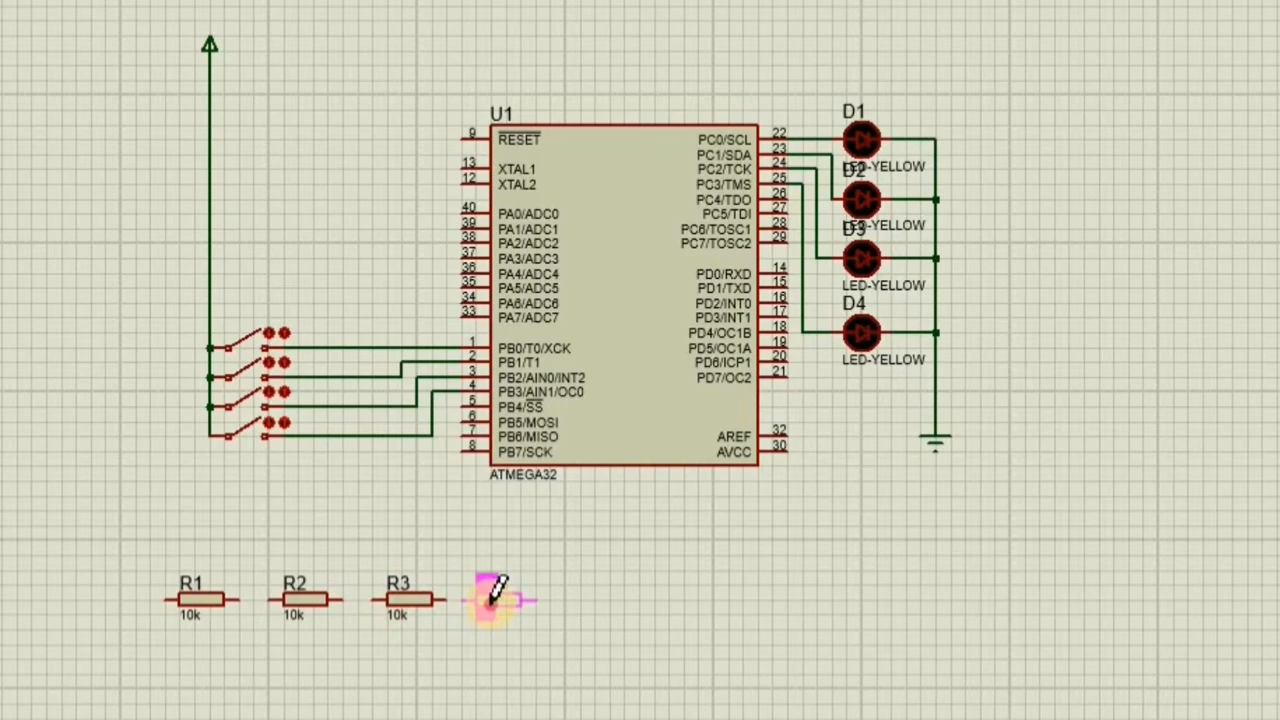 U1
9 RESET
13 XTAL1
12 XTAL2
40 PA0/ADC0
39 PA1/ADC1
38 PA2/ADC2
37 PA3/ADC3
36 PA4/ADC4
35 PA5/ADC5
34 PA6/ADC6
33 PA7/ADC7
1 PB0/T0/XCK
2 PB1/T1
3 PB2/AIN0/INT2
4 PB3/AIN1/OC0
5 PB4/SS
6 PB5/MOSI
7 PB6/MISO
8 PB7/SCK
PC0/SCL 22
PC1/SDA 23
PC2/TCK 24
PC3/TMS 25
PC4/TDO 26
PC5/TDI 27
PC6/TOSC1 28
PC7/TOSC2 29
PD0/RXD 14
PD1/TXD 15
PD2/INT0 16
PD3/INT1 17
PD4/OC1B 18
PD5/OC1A 19
PD6/ICP1 20
PD7/OC2 21
AREF 32
AVCC 30
ATMEGA32
D1
LED-YELLOW
D2
LED-YELLOW
D3
LED-YELLOW
D4
LED-YELLOW
R1
10k
R2
10k
R3
10k